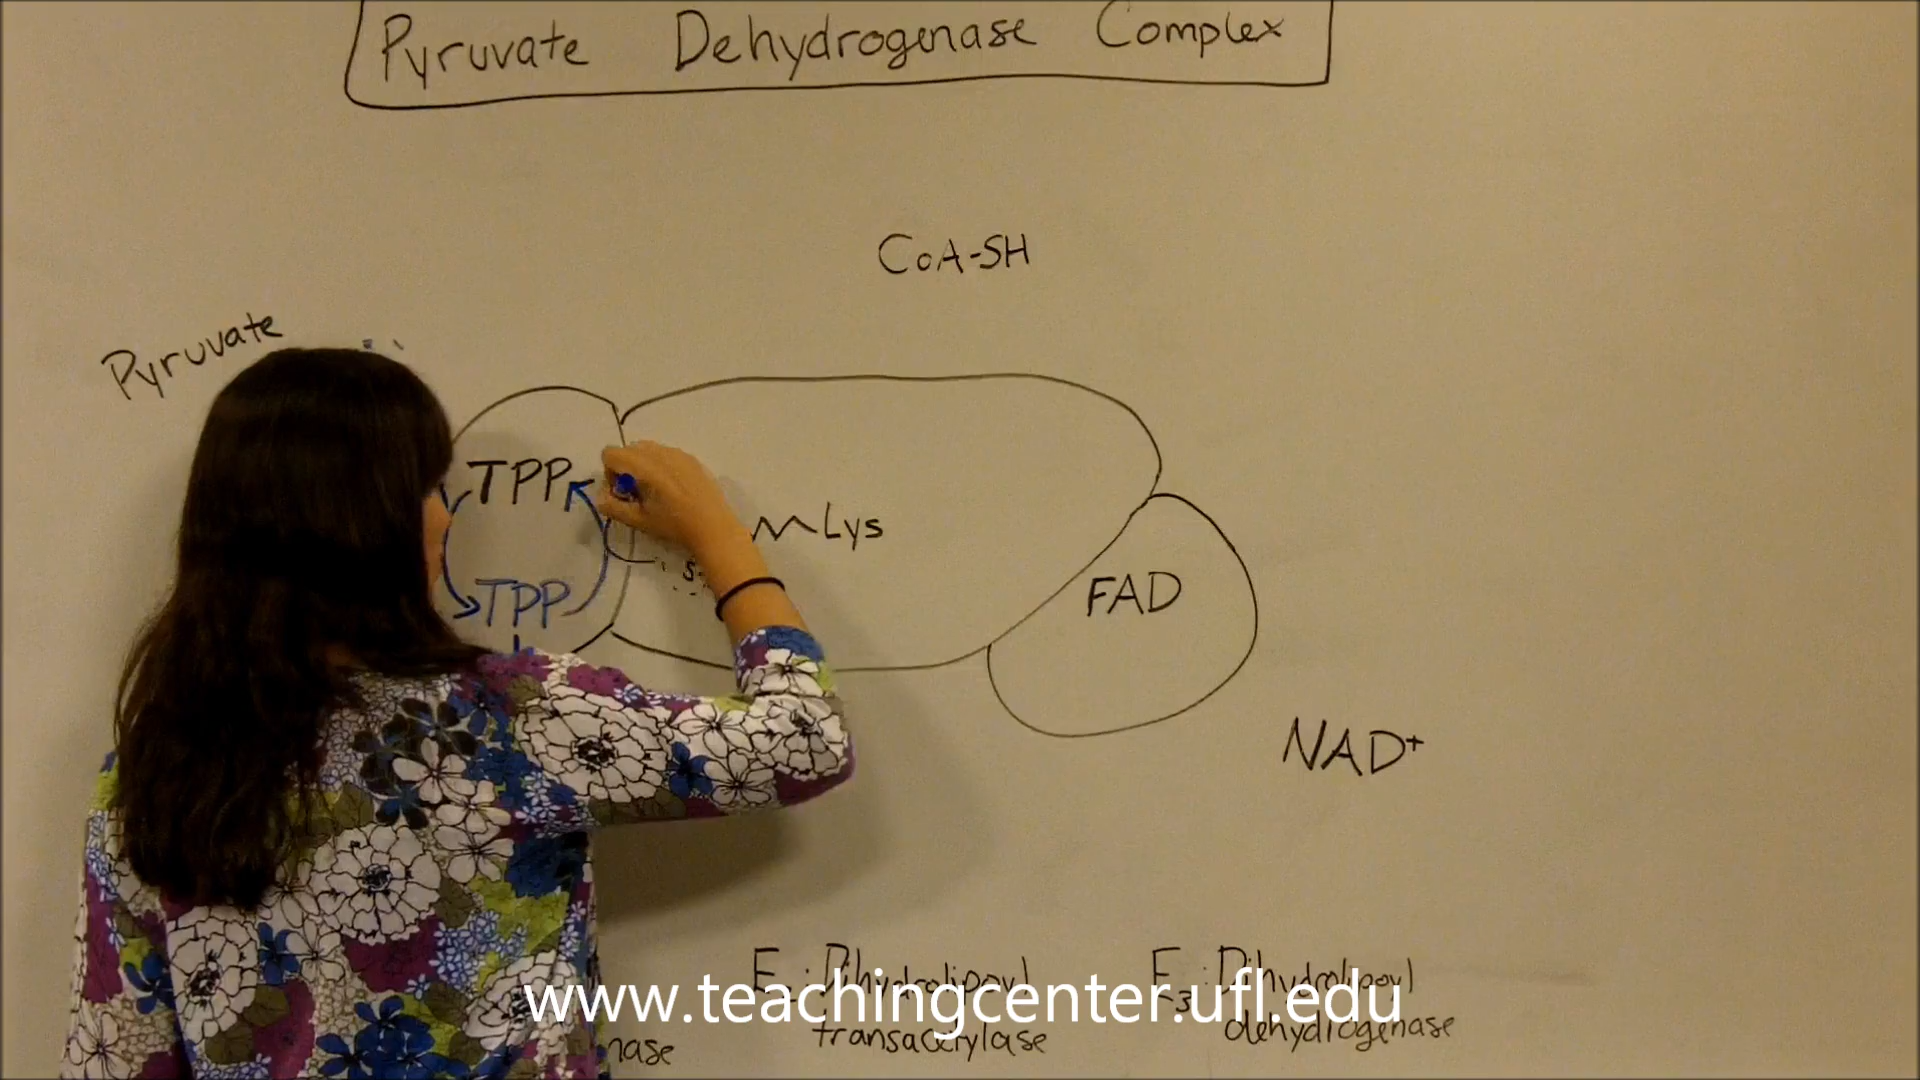 Pyruvate Dehydrogenase Complex
CoA-SH
Pyruvate
TPP
Lys
S
TPP
FAD
NAD+
E : Dihydrolipoyl
transacetylase
E3: Dihydrolipoyl
dehydrogenase
nase
www.teachingcenter.ufl.edu